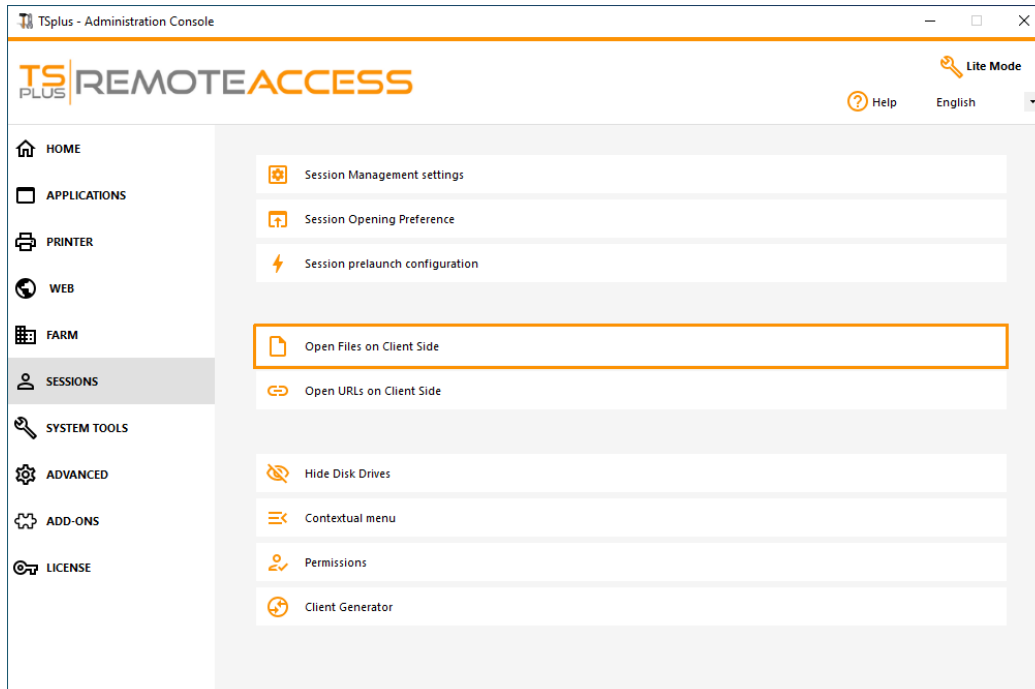 TSplus - Administration Console
TS PLUS REMOTEACCESS
Lite Mode
Help
English
HOME
APPLICATIONS
PRINTER
WEB
FARM
SESSIONS
SYSTEM TOOLS
ADVANCED
ADD-ONS
LICENSE
Session Management settings
Session Opening Preference
Session prelaunch configuration
Open Files on Client Side
Open URLs on Client Side
Hide Disk Drives
Contextual menu
Permissions
Client Generator